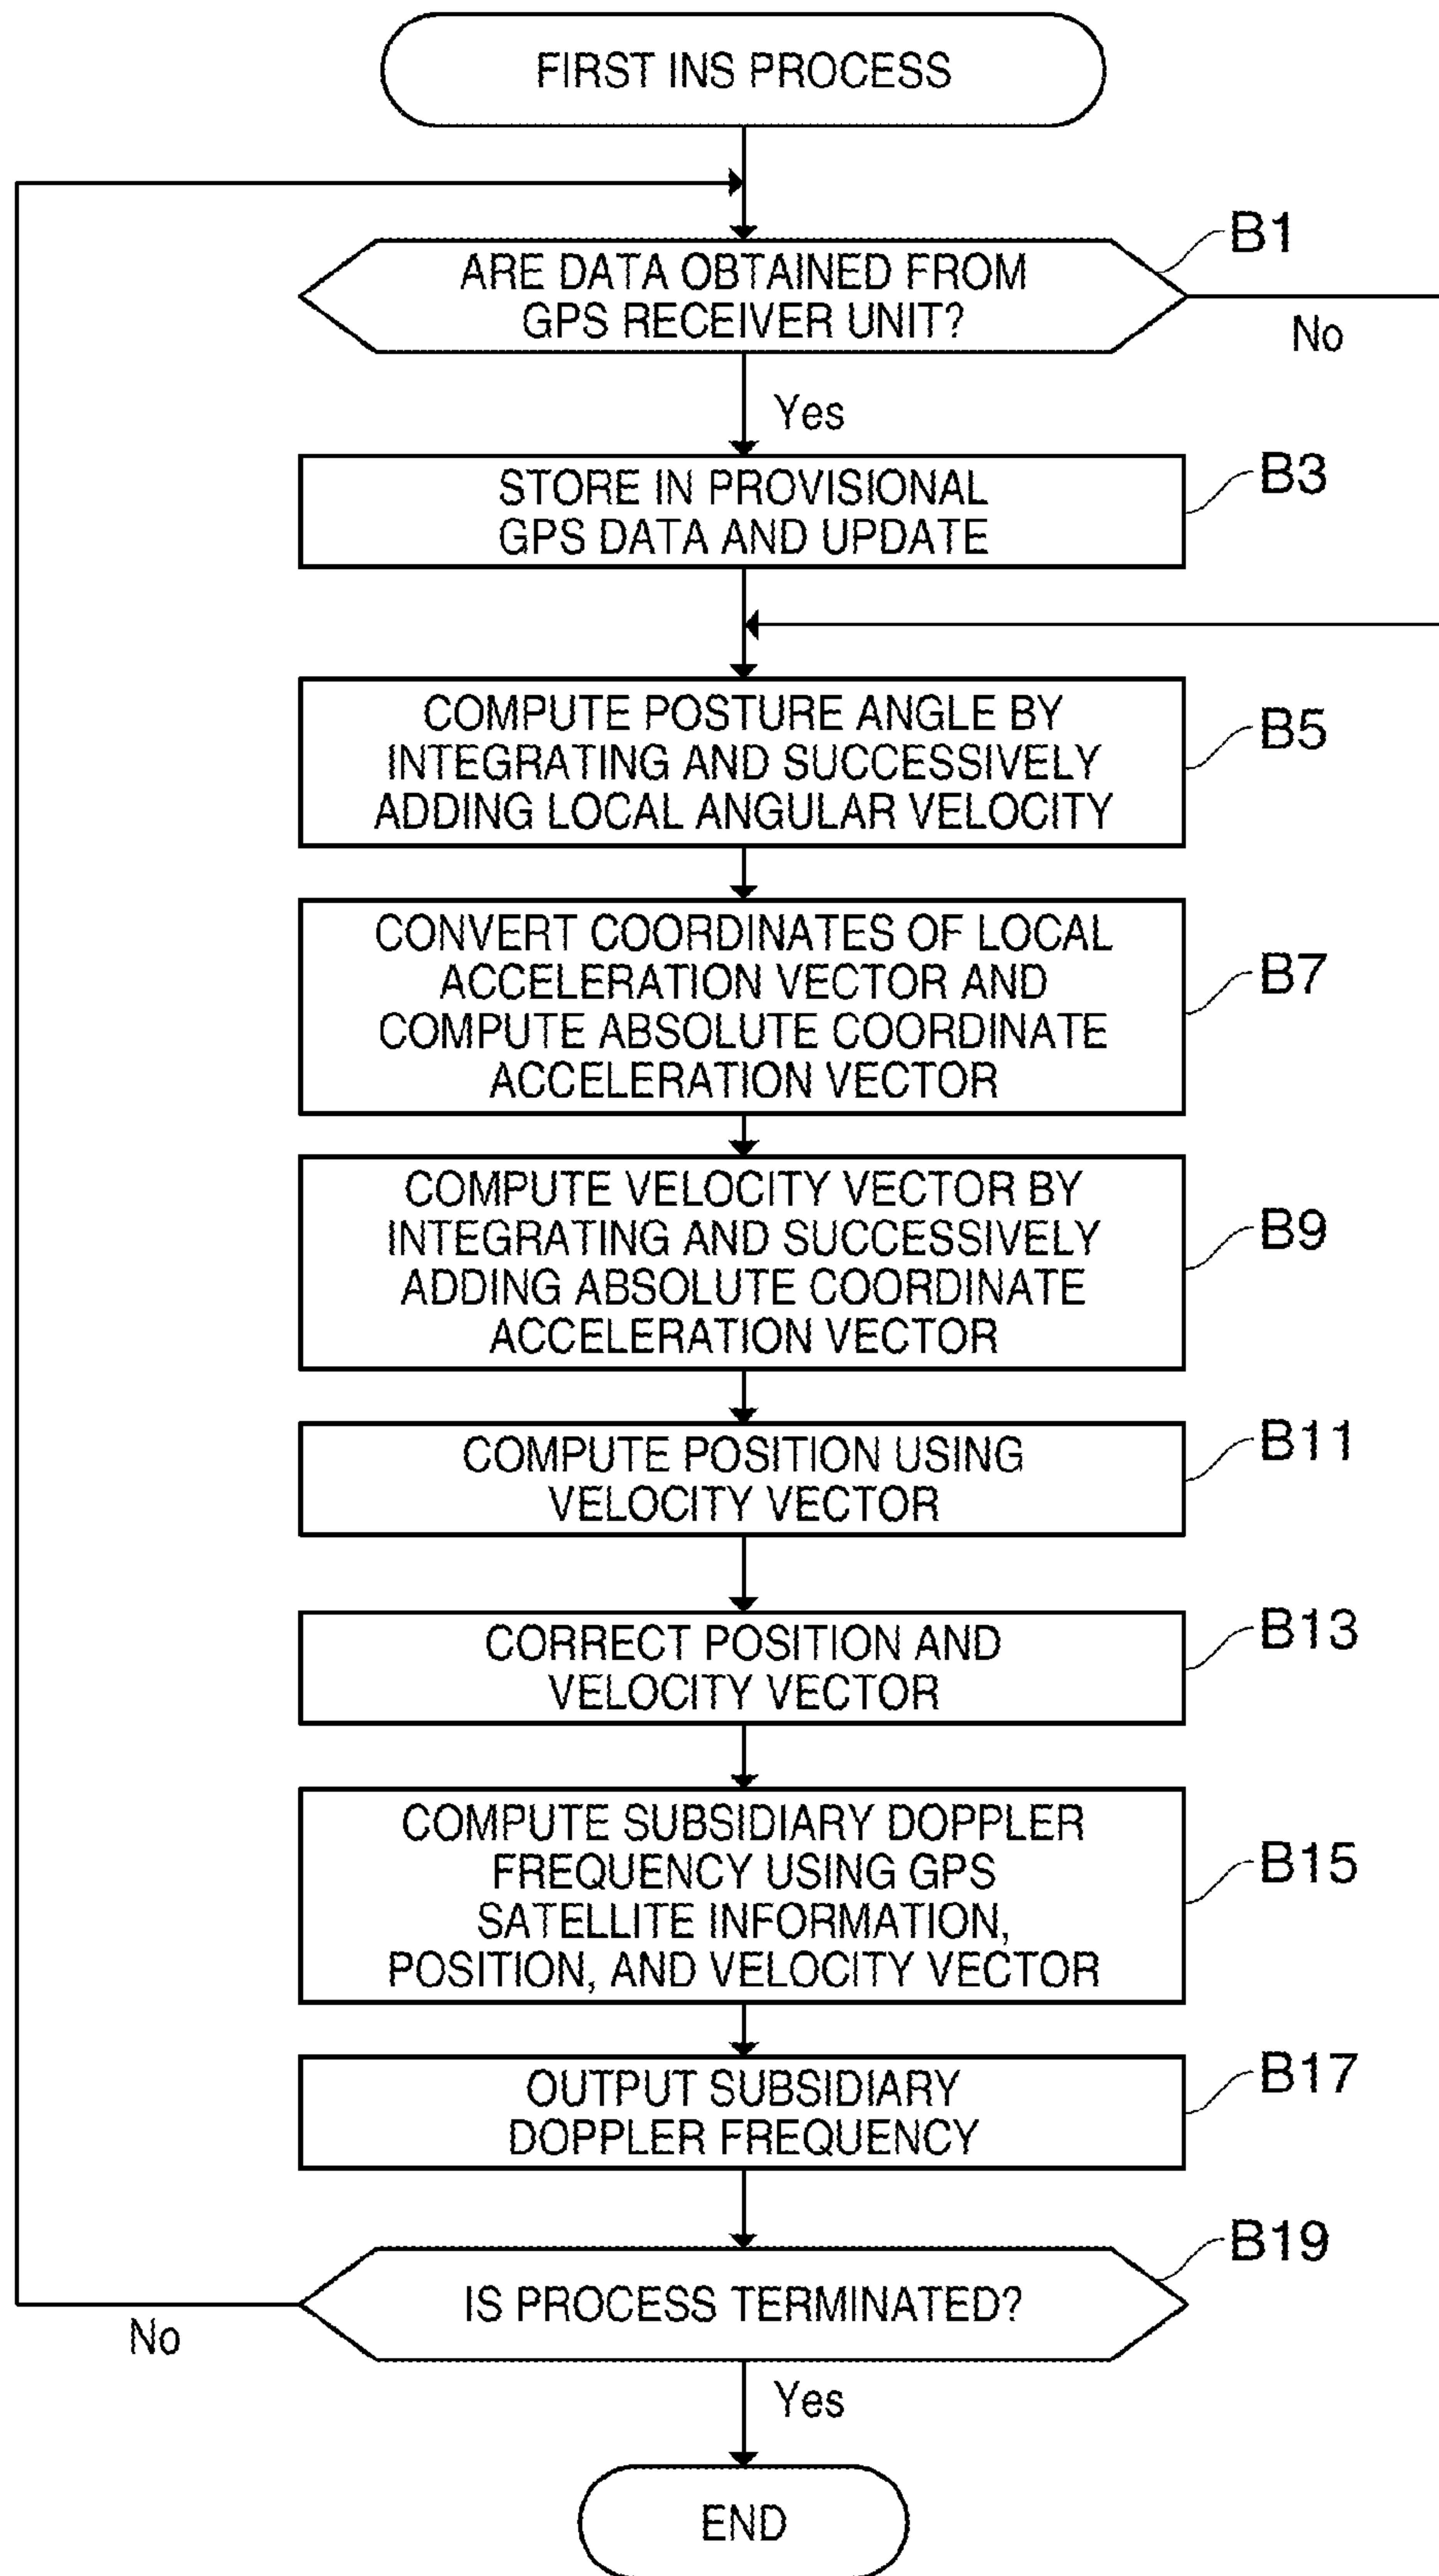 FIRST INS PROCESS
B1
ARE DATA OBTAINED FROM
GPS RECEIVER UNIT?
No
Yes
B3
STORE IN PROVISIONAL
GPS DATA AND UPDATE
B5
COMPUTE POSTURE ANGLE BY
INTEGRATING AND SUCCESSIVELY
ADDING LOCAL ANGULAR VELOCITY
B7
CONVERT COORDINATES OF LOCAL
ACCELERATION VECTOR AND
COMPUTE ABSOLUTE COORDINATE
ACCELERATION VECTOR
B9
COMPUTE VELOCITY VECTOR BY
INTEGRATING AND SUCCESSIVELY
ADDING ABSOLUTE COORDINATE
ACCELERATION VECTOR
B11
COMPUTE POSITION USING
VELOCITY VECTOR
B13
CORRECT POSITION AND
VELOCITY VECTOR
B15
COMPUTE SUBSIDIARY DOPPLER
FREQUENCY USING GPS
SATELLITE INFORMATION,
POSITION, AND VELOCITY VECTOR
B17
OUTPUT SUBSIDIARY
DOPPLER FREQUENCY
B19
IS PROCESS TERMINATED?
No
Yes
END